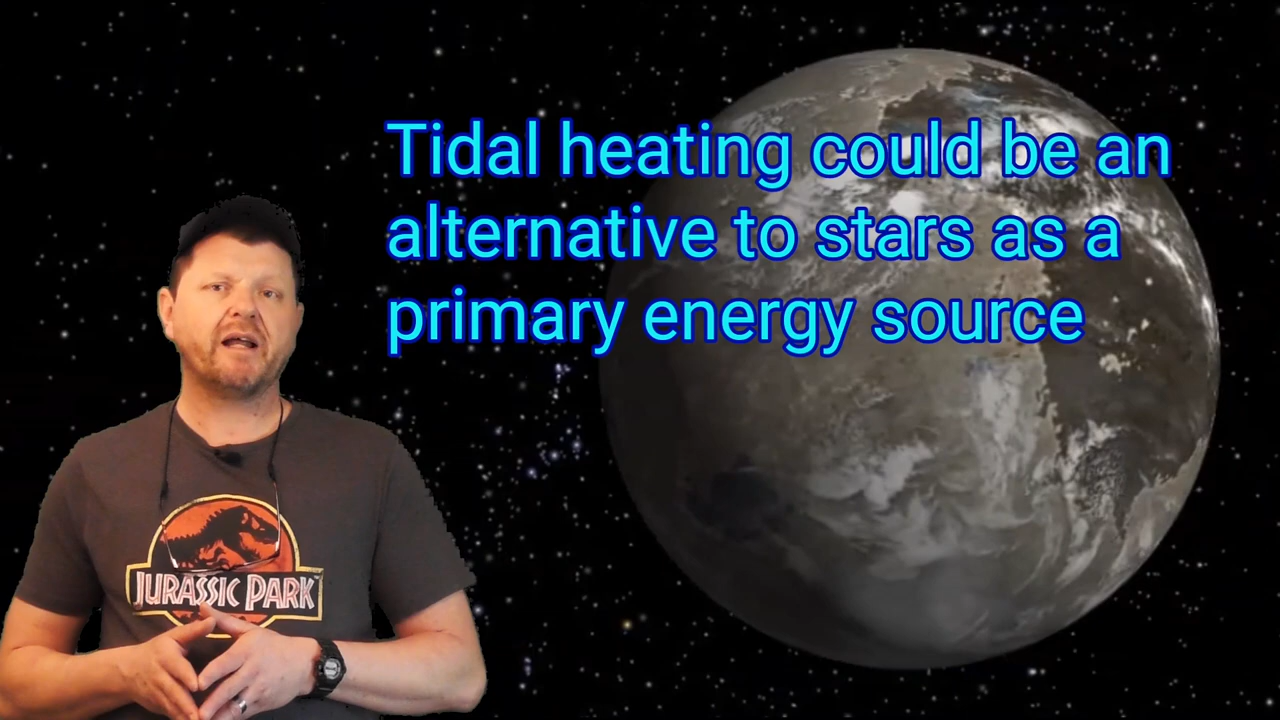 Tidal heating could be an
alternative to stars as a
primary energy source
JURASSIC PARK